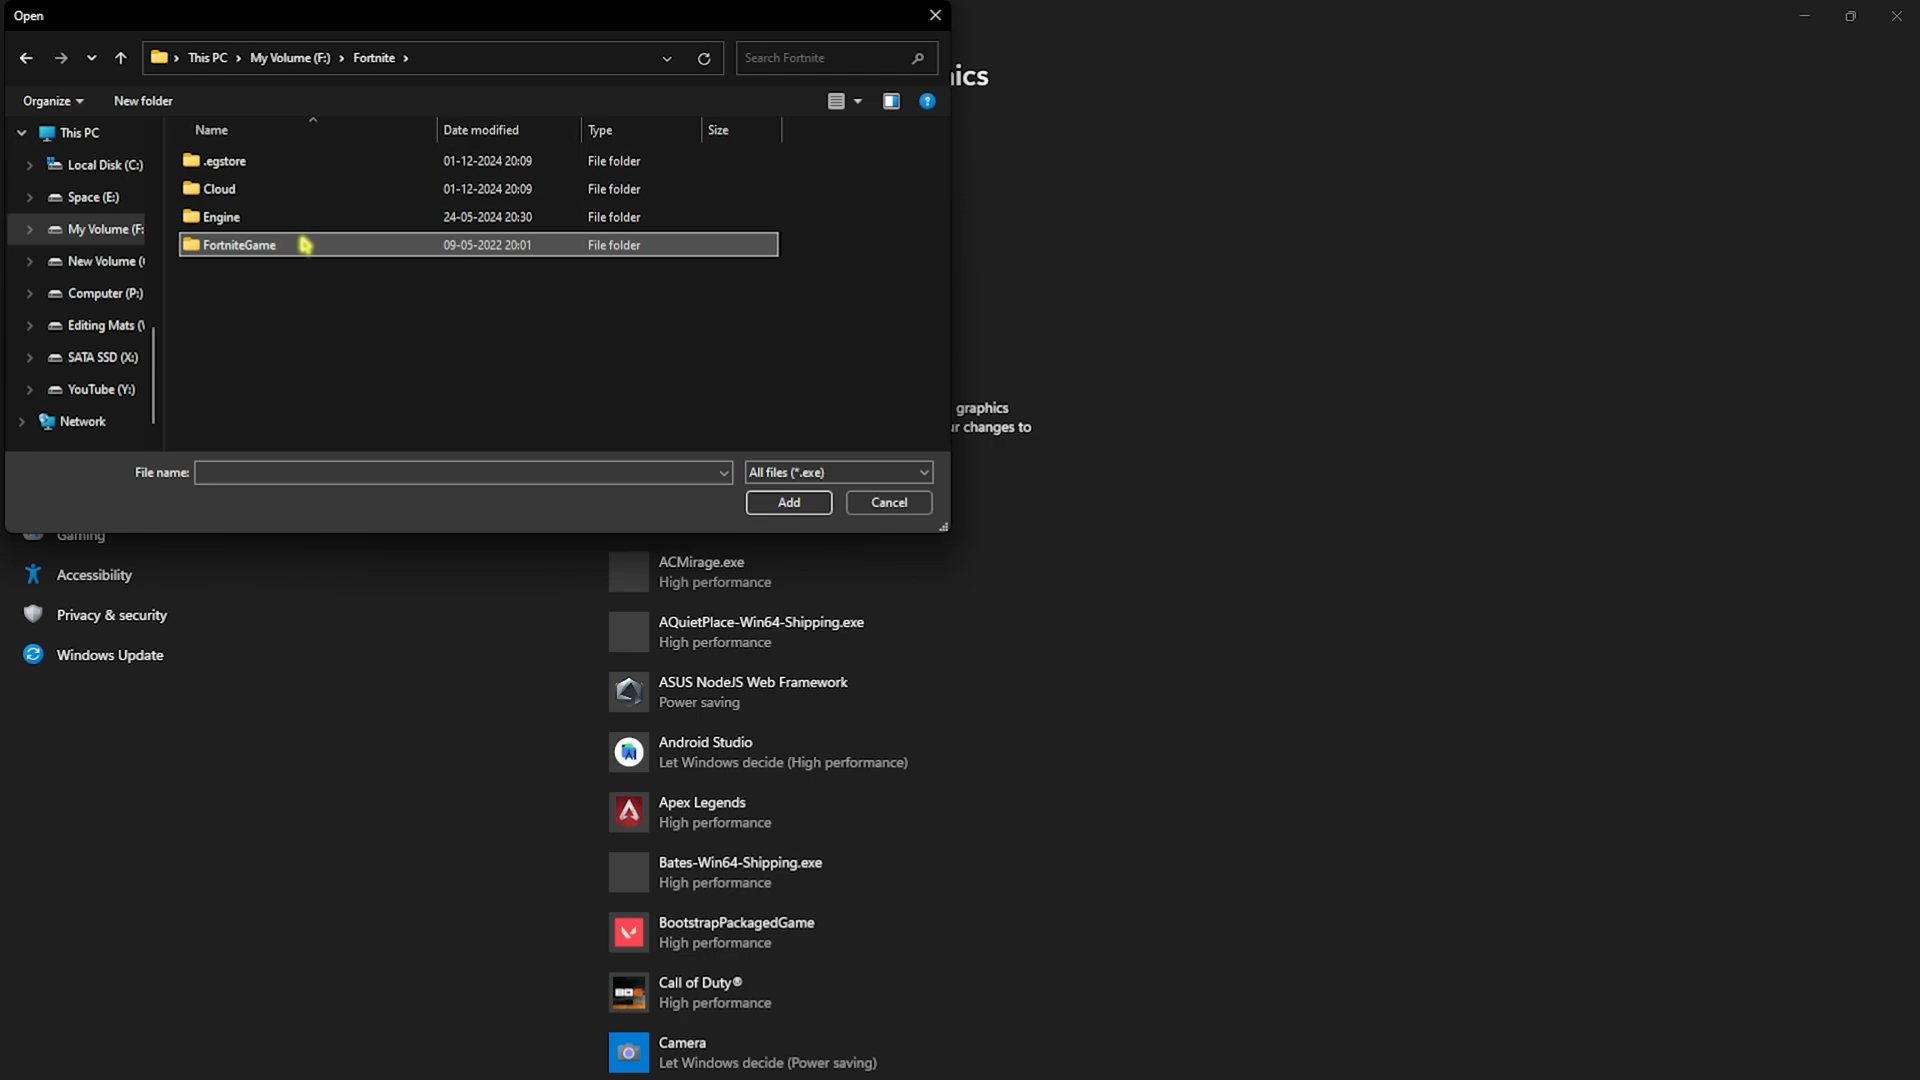 Open
This PC
My Volume (F:)
Fortnite
Search Fortnite
ics
Organize
New folder
Name
Date modified
Type
Size
This PC
Local Disk (C:)
Space (E:)
My Volume (F:
New Volume (
Computer (P:)
Editing Mats (\
SATA SSD (X:)
YouTube (Y:)
Network
.egstore 01-12-2024 20:09 File folder
Cloud 01-12-2024 20:09 File folder
Engine 24-05-2024 20:30 File folder
FortniteGame 09-05-2022 20:01 File folder
graphics
r changes to
File name:
All files (*.exe)
Add
Cancel
Gaming
Accessibility
Privacy & security
Windows Update
ACMirage.exe
High performance
AQuietPlace-Win64-Shipping.exe
High performance
ASUS NodeJS Web Framework
Power saving
Android Studio
Let Windows decide (High performance)
Apex Legends
High performance
Bates-Win64-Shipping.exe
High performance
BootstrapPackagedGame
High performance
Call of Duty®
High performance
Camera
Let Windows decide (Power saving)